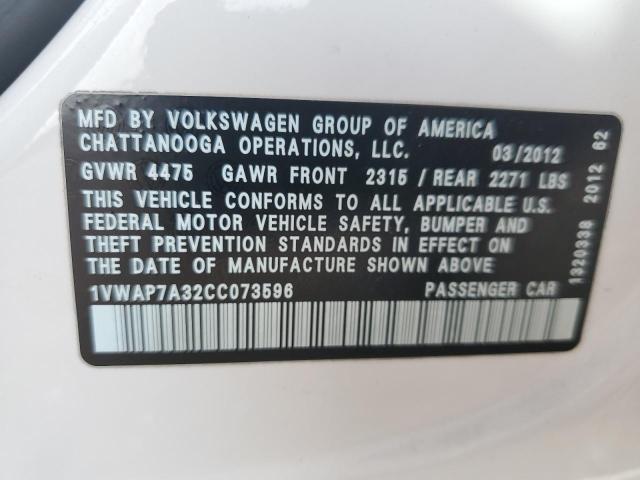 MFD BY VOLKSWAGEN GROUP OF AMERICA
CHATTANOOGA OPERATIONS, LLC. 03/2012
GVWR 4475 GAWR FRONT 2315 / REAR 2271 LBS
THIS VEHICLE CONFORMS TO ALL APPLICABLE U.S.
FEDERAL MOTOR VEHICLE SAFETY, BUMPER AND
THEFT PREVENTION STANDARDS IN EFFECT ON
THE DATE OF MANUFACTURE SHOWN ABOVE.
1VWAP7A32CC073596 PASSENGER CAR
1320338 2012 62